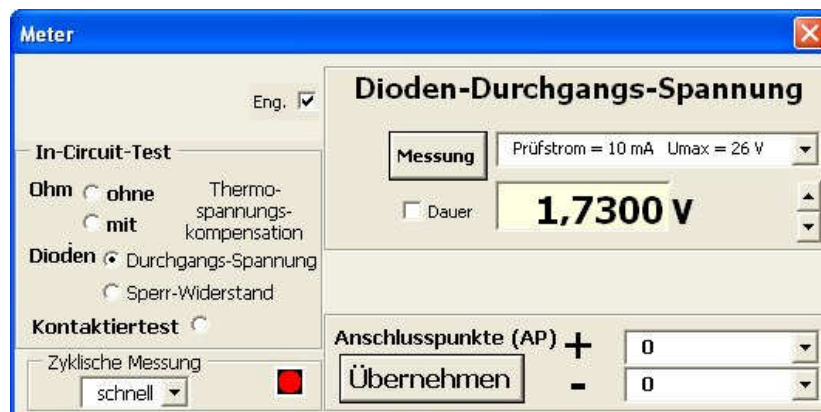 Meter
Eng.
Dioden-Durchgangs-Spannung
Messung
Prüfstrom = 10 mA Umax = 26 V
Dauer
1,7300 V
In-Circuit-Test
Ohm ohne
mit
Thermo-
spannungs-
kompensation
Dioden Durchgangs-Spannung
Sperr-Widerstand
Kontaktiertest
Zyklische Messung
schnell
Anschlusspunkte (AP) + 0
Übernehmen - 0